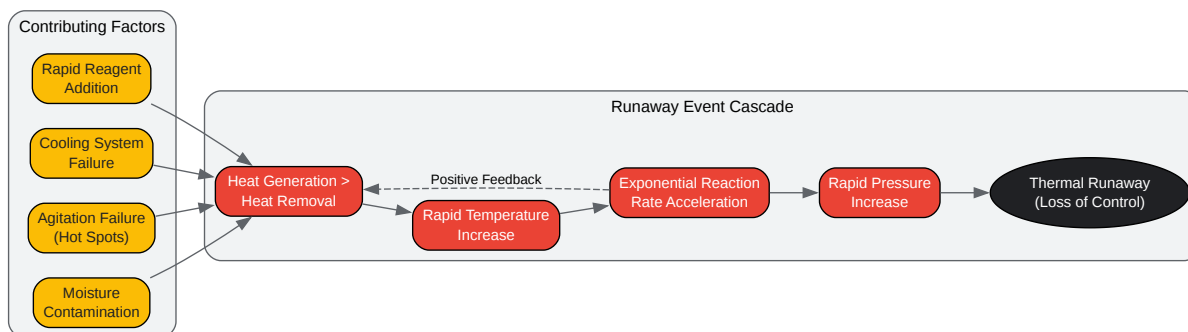 Contributing Factors
Rapid Reagent
Addition
Cooling System
Failure
Agitation Failure
(Hot Spots)
Moisture
Contamination
Runaway Event Cascade
Heat Generation >
Heat Removal
Positive Feedback
Rapid Temperature
Increase
Exponential Reaction
Rate Acceleration
Rapid Pressure
Increase
Thermal Runaway
(Loss of Control)